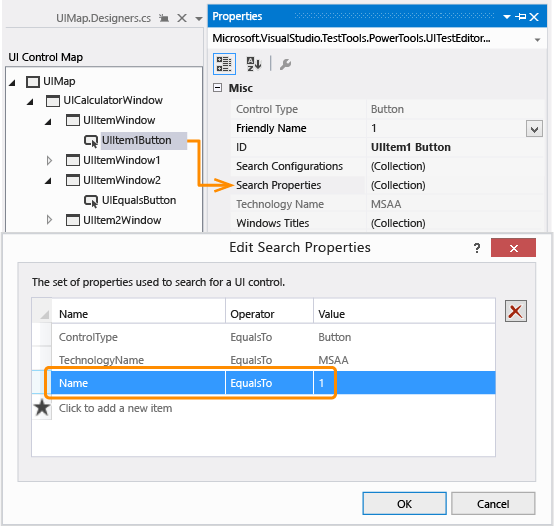 UIMap.Designers.cs
UI Control Map
UIMap
UICalculatorWindow
UIItemWindow
UIItem1Button
UIItemWindow1
UIItemWindow2
UIEqualsButton
UIItem2Window
Properties
Microsoft.VisualStudio.TestTools.PowerTools.UITestEditor...
Misc
Control Type Button
Friendly Name 1
ID UIItem1 Button
Search Configurations (Collection)
Search Properties (Collection)
Technology Name MSAA
Windows Titles (Collection)
Edit Search Properties
The set of properties used to search for a UI control.
Name Operator Value
ControlType EqualsTo Button
TechnologyName EqualsTo MSAA
Name EqualsTo 1
Click to add a new item
OK Cancel